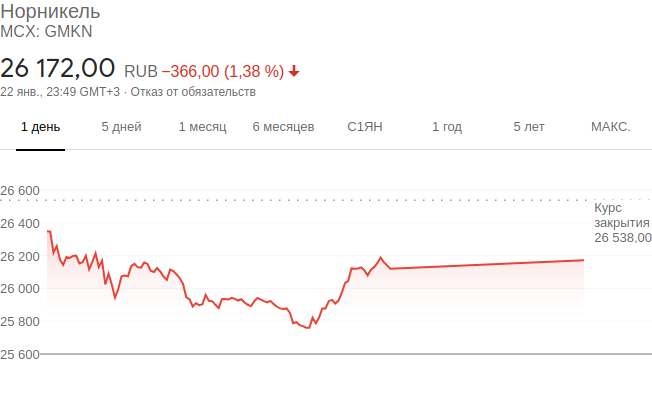 Норникель
MCX: GMKN
26 172,00 RUB −366,00 (1,38 %)
22 янв., 23:49 GMT+3 · Отказ от обязательств
1 день 5 дней 1 месяц 6 месяцев С1ЯН 1 год 5 лет МАКС.
26 600
Курс
закрытия
26 538,00
26 400
26 200
26 000
25 800
25 600